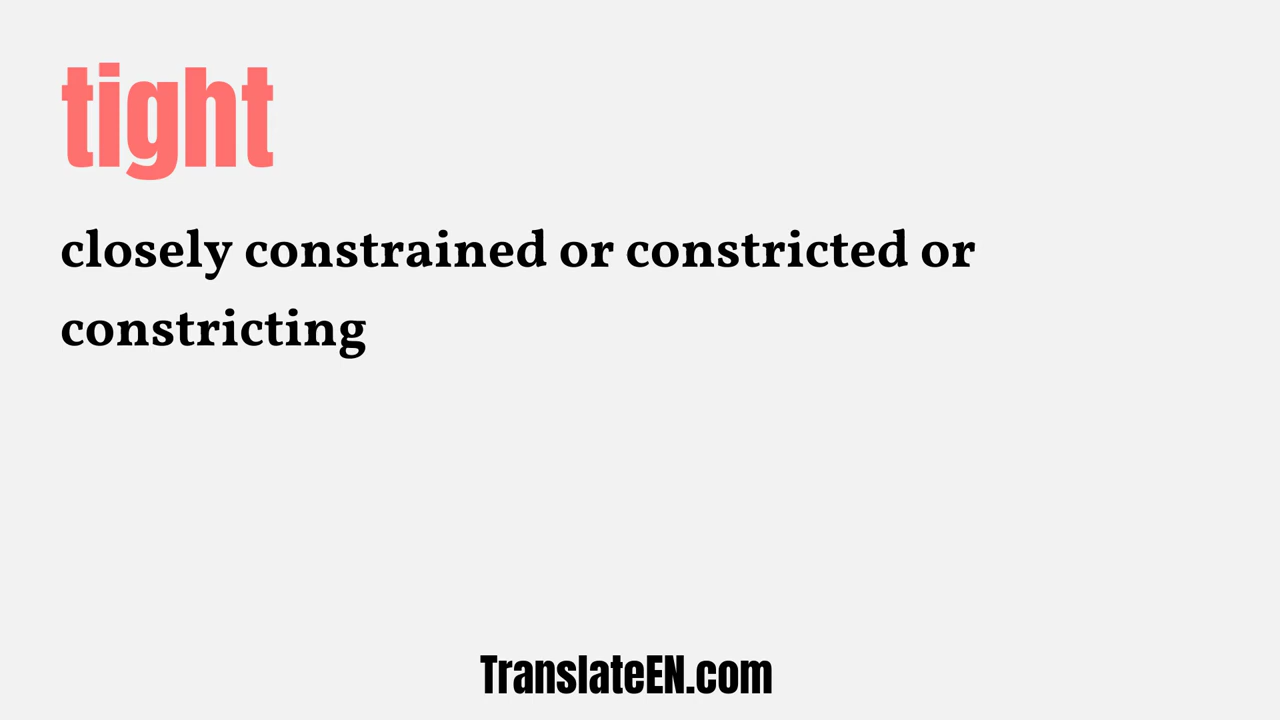 tight
closely constrained or constricted or
constricting
TranslateEN.com